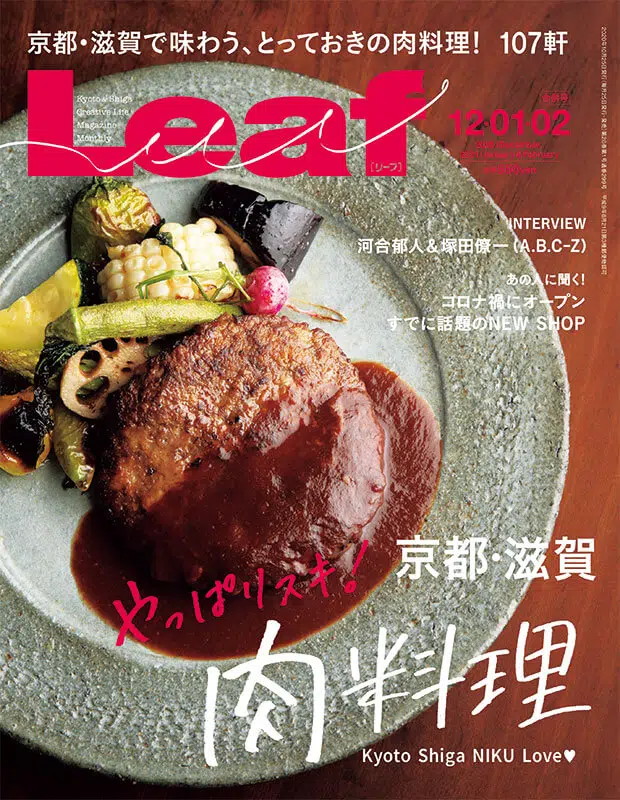 京都・滋賀で味わう、とっておきの肉料理! 107軒
Leaf
Kyoto & Shiga
Creative Life
Magazine
Monthly
[リーフ]
合併号
12・01・02
INTERVIEW
河合郁人&塚田僚一(A.B.C-Z)
あの人に聞く!
コロナ禍にオープン
すでに話題のNEW SHOP
京都・滋賀
やっぱりスキ!
肉料理
Kyoto Shiga NIKU Love♥